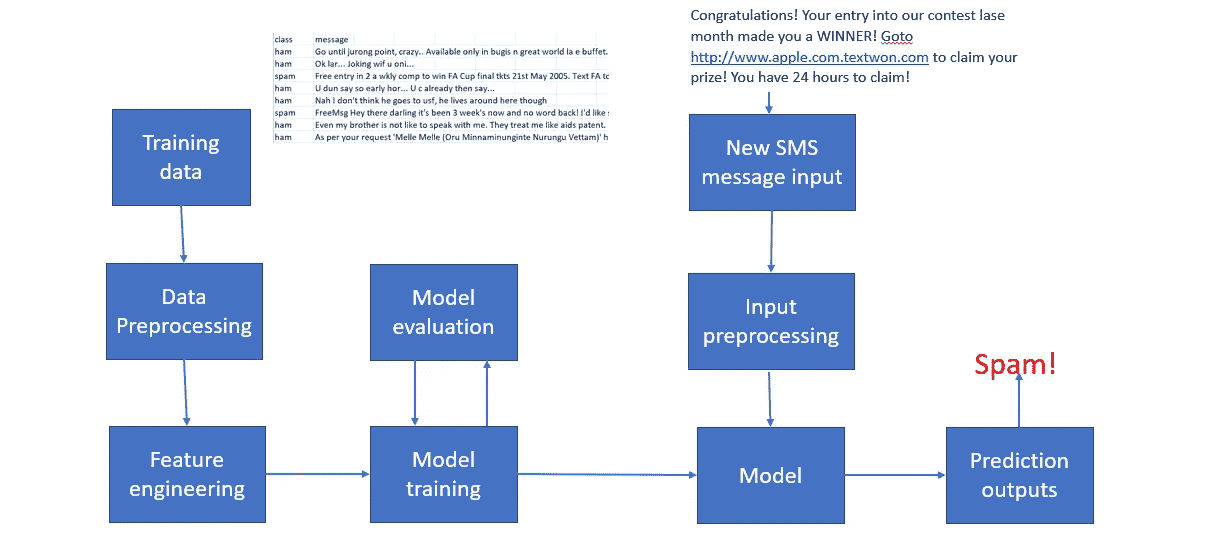 Congratulations! Your entry into our contest lase
month made you a WINNER! Goto
http://www.apple.com.textwon.com to claim your
prize! You have 24 hours to claim!
class message
ham Go until jurong point, crazy.. Available only in bugis n great world la e buffet.
ham Ok lar... Joking wif u oni...
spam Free entry in 2 a wkly comp to win FA Cup final tkts 21st May 2005. Text FA to
ham U dun say so early hor... U c already then say...
ham Nah I don't think he goes to usf, he lives around here though
spam FreeMsg Hey there darling it's been 3 week's now and no word back! I'd like
ham Even my brother is not like to speak with me. They treat me like aids patent.
ham As per your request 'Melle Melle (Oru Minnaminunginte Nurungu Vettam)' h
Training
data
Data
Preprocessing
Feature
engineering
Model
evaluation
Model
training
New SMS
message input
Input
preprocessing
Model
Spam!
Prediction
outputs